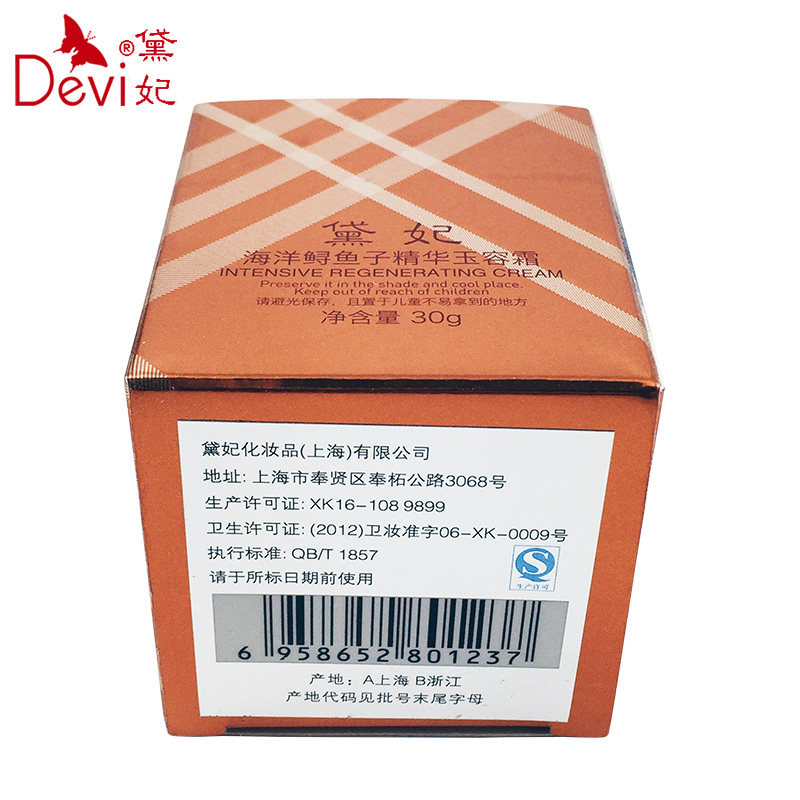 Devi®黛妃
黛妃
海洋鲟鱼子精华玉容霜
INTENSIVE REGENERATING CREAM
Preserve it in the shade and cool place.
Keep out of reach of children
请避光保存，且置于儿童不易拿到的地方
净含量 30g
黛妃化妆品(上海)有限公司
地址: 上海市奉贤区奉柘公路3068号
生产许可证: XK16-108 9899
卫生许可证: (2012)卫妆准字06-XK-0009号
执行标准: QB/T 1857
请于所标日期前使用
生产许可
6 958652 801237
产地: A上海 B浙江
产地代码见批号末尾字母